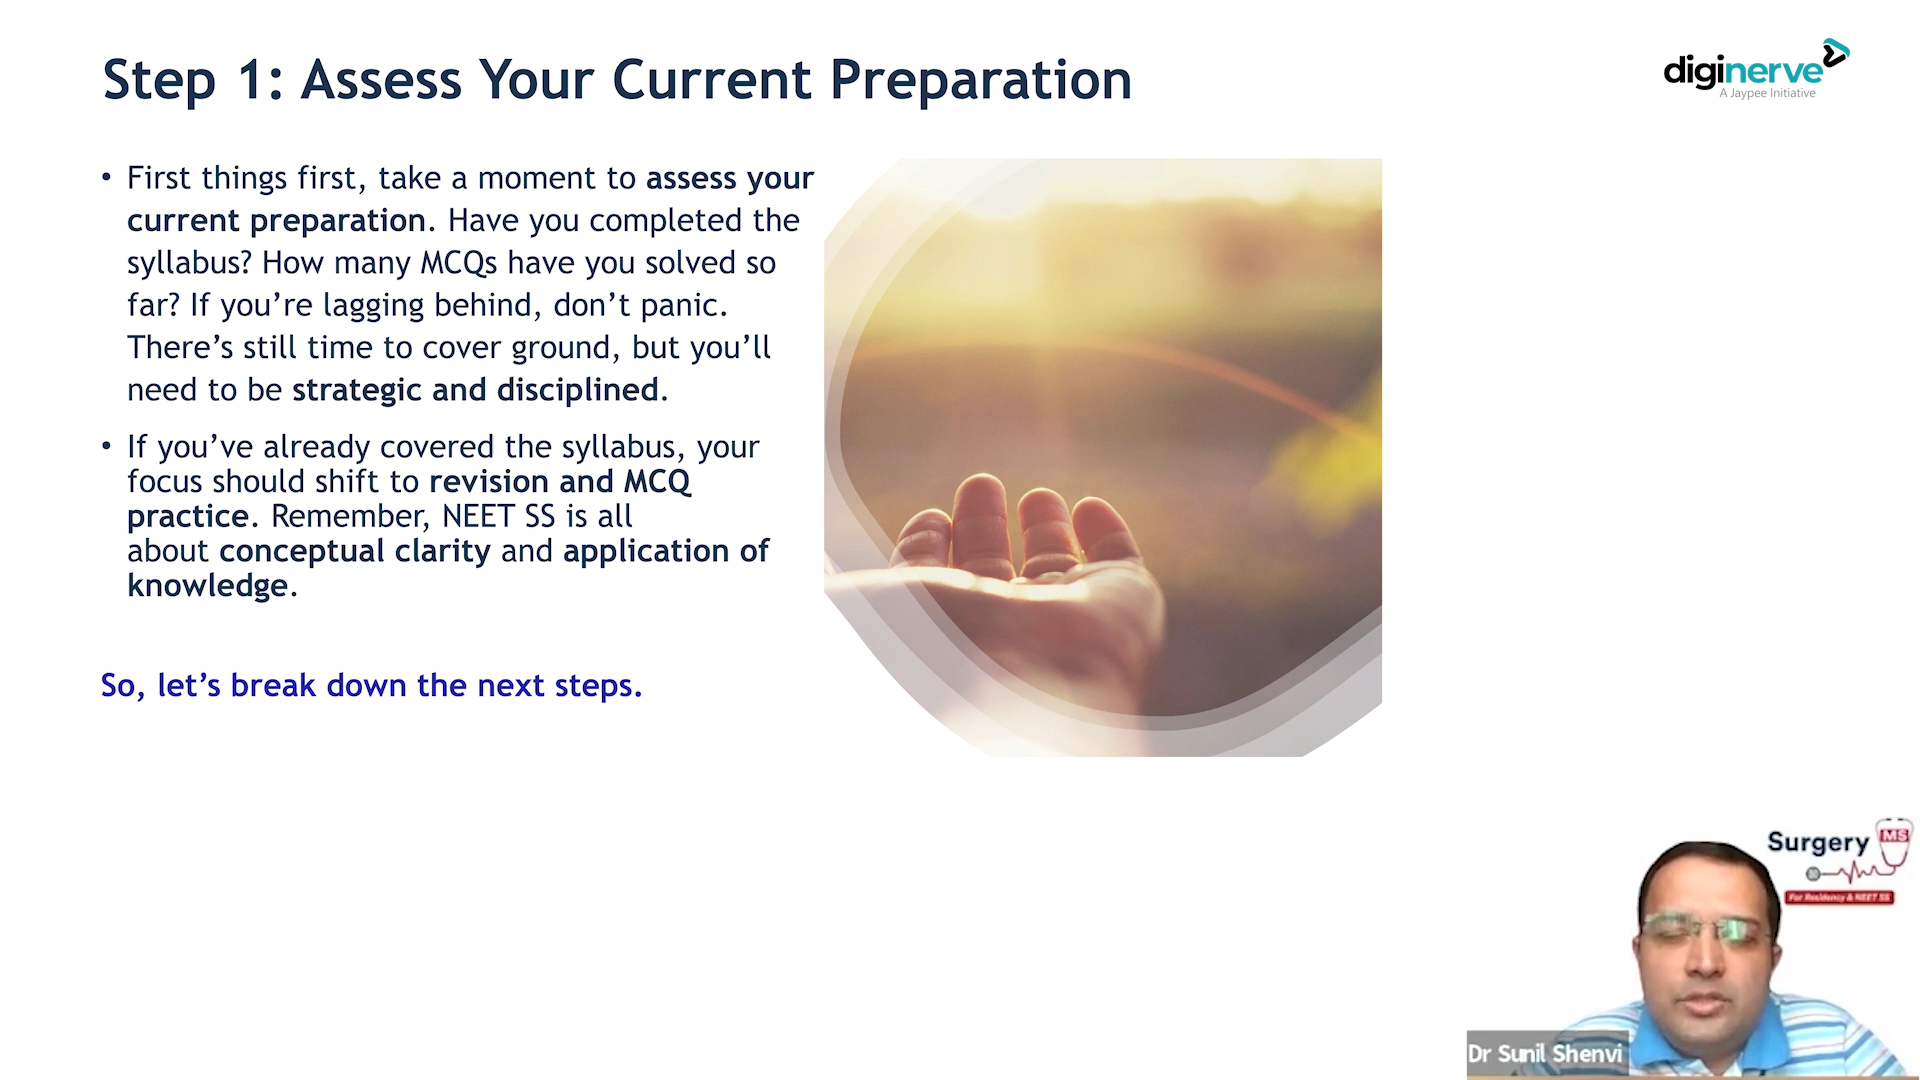 Step 1: Assess Your Current Preparation
diginerve
A Jaypee Initiative
• First things first, take a moment to assess your
current preparation. Have you completed the
syllabus? How many MCQs have you solved so
far? If you’re lagging behind, don’t panic.
There’s still time to cover ground, but you’ll
need to be strategic and disciplined.
• If you’ve already covered the syllabus, your
focus should shift to revision and MCQ
practice. Remember, NEET SS is all
about conceptual clarity and application of
knowledge.
So, let’s break down the next steps.
Surgery MS
For Residency & NEET SS
Dr Sunil Shenvi